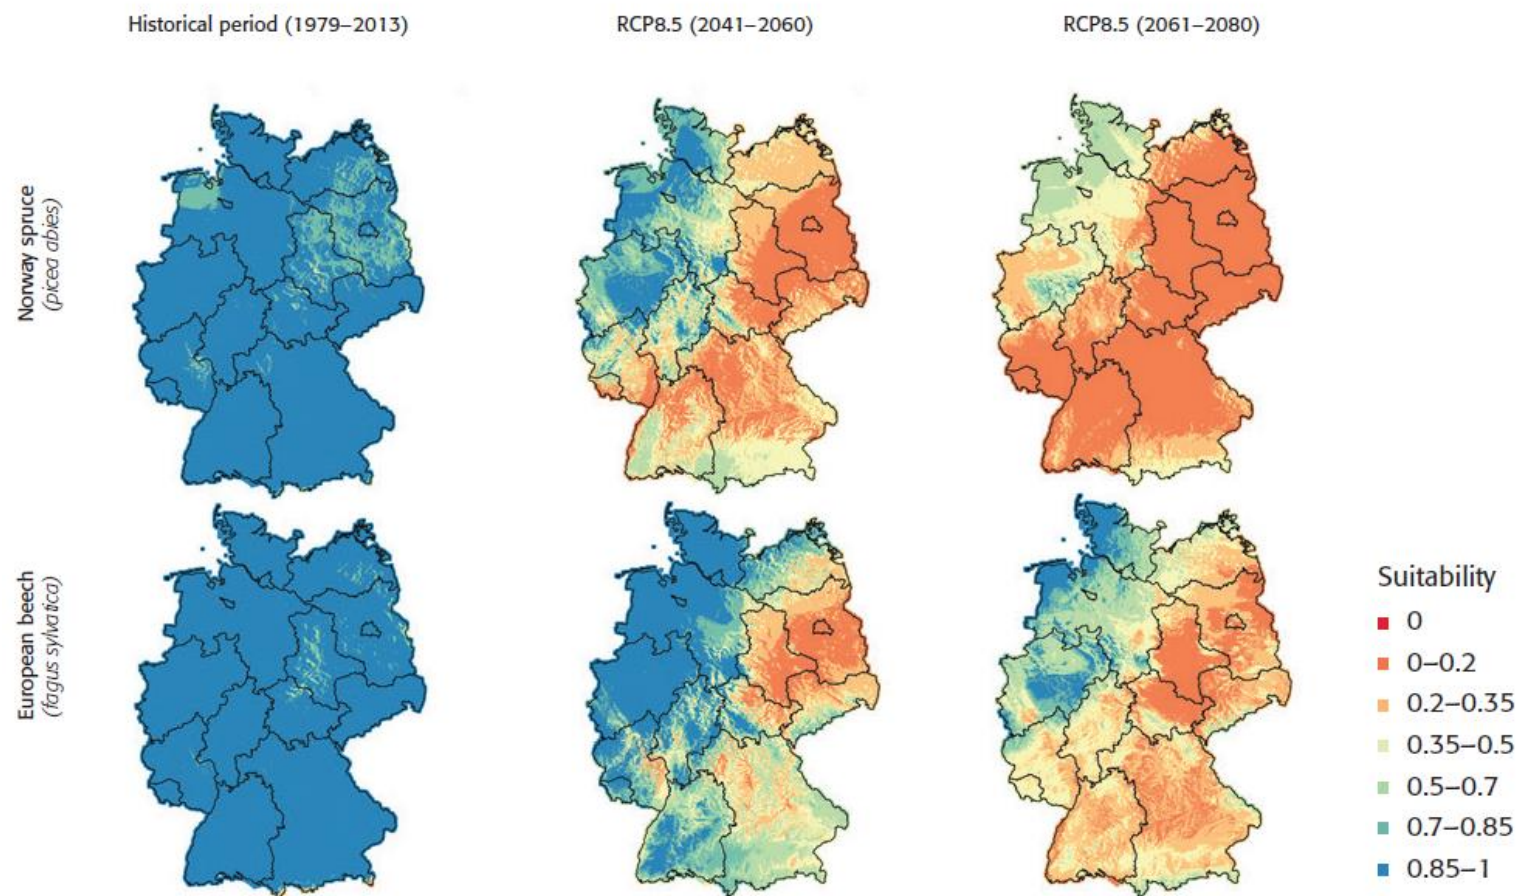 Historical period (1979–2013)
RCP8.5 (2041–2060)
RCP8.5 (2061–2080)
Norway spruce
(picea abies)
European beech
(fagus sylvatica)
Suitability
0
0–0.2
0.2–0.35
0.35–0.5
0.5–0.7
0.7–0.85
0.85–1